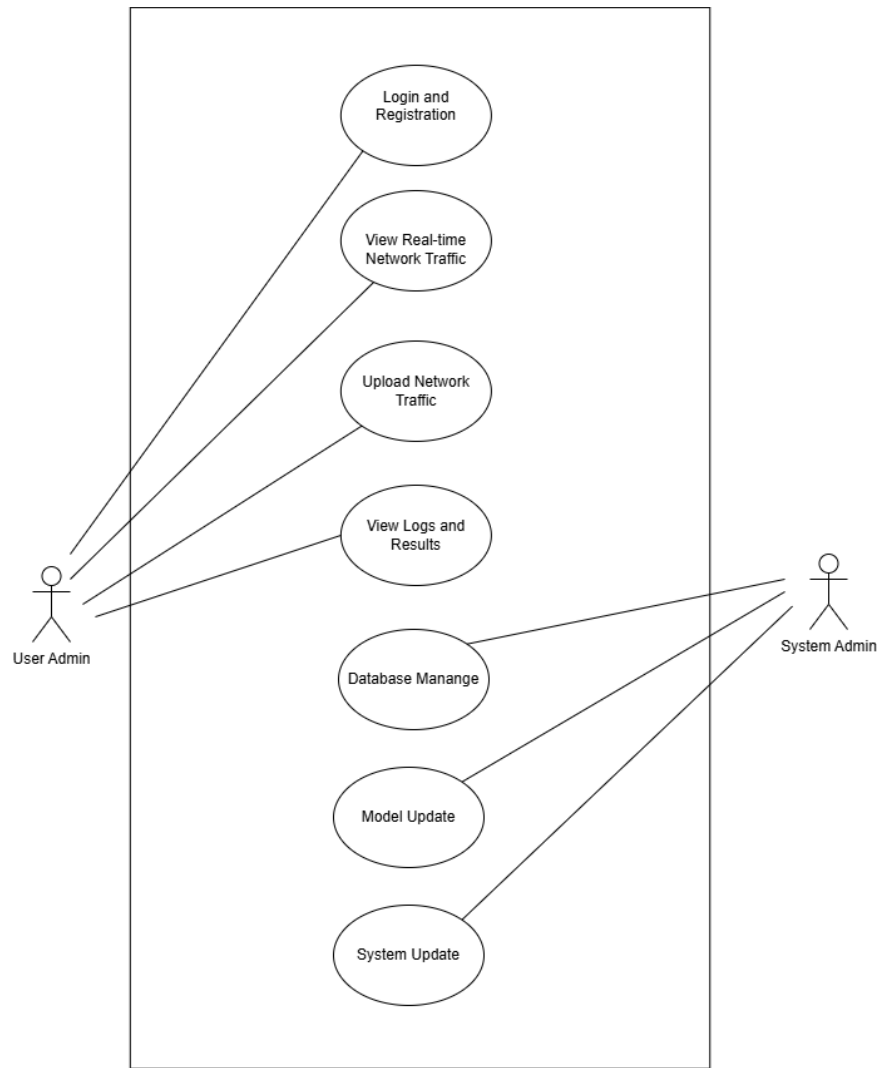 Login and
Registration
View Real-time
Network Traffic
Upload Network
Traffic
View Logs and
Results
User Admin
System Admin
Database Manange
Model Update
System Update